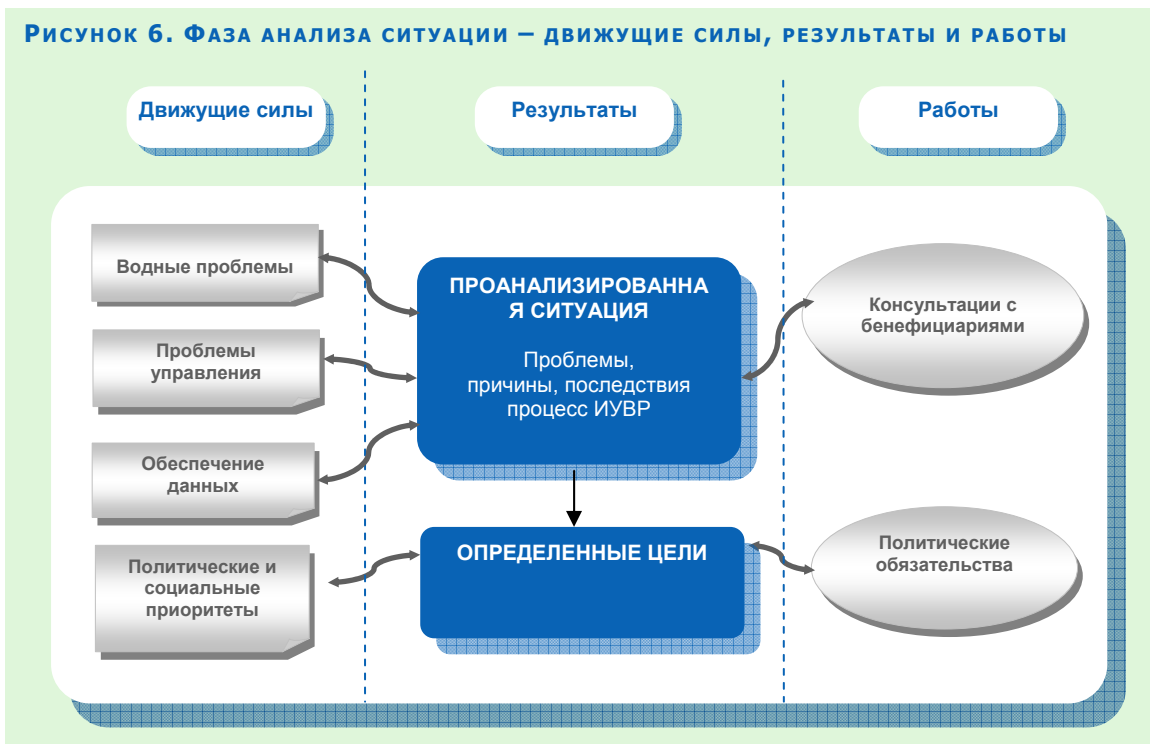 РИСУНОК 6. ФАЗА АНАЛИЗА СИТУАЦИИ – ДВИЖУЩИЕ СИЛЫ, РЕЗУЛЬТАТЫ И РАБОТЫ
Движущие силы
Результаты
Работы
Водные проблемы
Проблемы
управления
Обеспечение
данных
Политические и
социальные
приоритеты
ПРОАНАЛИЗИРОВАННА
Я СИТУАЦИЯ
Проблемы,
причины, последствия
процесс ИУВР
ОПРЕДЕЛЕННЫЕ ЦЕЛИ
Консультации с
бенефициариями
Политические
обязательства